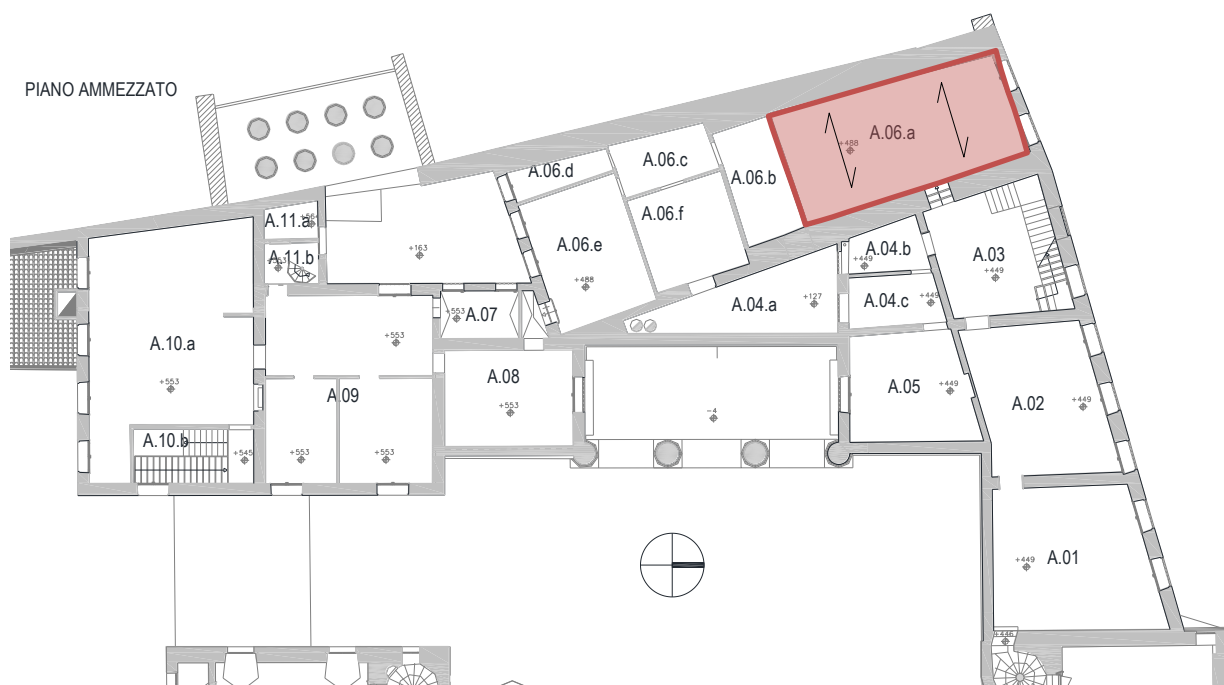 PIANO AMMEZZATO
A.06.a
+488
A.06.c
A.06.d
A.06.b
A.06.f
A.11.a
+564
A.06.e
A.04.b
A.03
+163
A.11.b
+553
+449
+449
+488
A.04.c
+449
A.04.a
+127
A.07
+553
A.10.a
+553
A.08
A.09
+553
+553
-4
A.05
+449
A.02
+449
A.10.b
+545
+553
+553
A.01
+449
+446